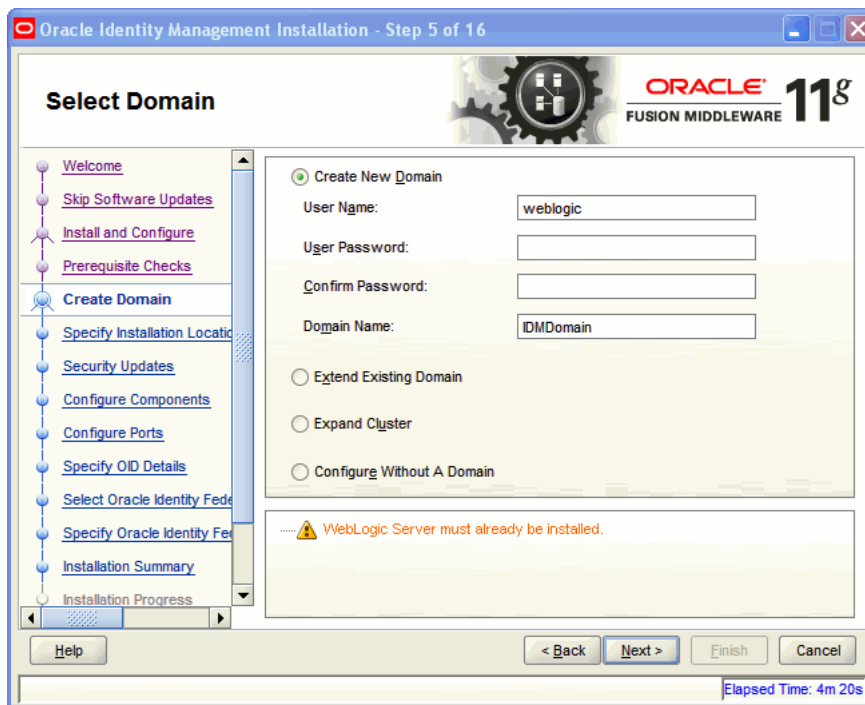 Oracle Identity Management Installation - Step 5 of 16
Select Domain
ORACLE
FUSION MIDDLEWARE 11g
Welcome
Skip Software Updates
Install and Configure
Prerequisite Checks
Create Domain
Specify Installation Locatio
Security Updates
Configure Components
Configure Ports
Specify OID Details
Select Oracle Identity Fede
Specify Oracle Identity Fed
Installation Summary
Installation Progress
Create New Domain
User Name: weblogic
User Password:
Confirm Password:
Domain Name: IDMDomain
Extend Existing Domain
Expand Cluster
Configure Without A Domain
WebLogic Server must already be installed.
Help < Back Next > Finish Cancel
Elapsed Time: 4m 20s